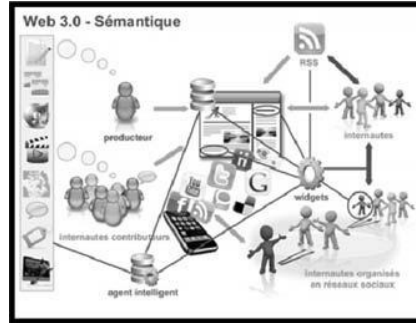 Web 3.0 - Sémantique
RSS
producteur
internautes
widgets
internautes contributeurs
agent intelligent
internautes organisés
en réseaux sociaux